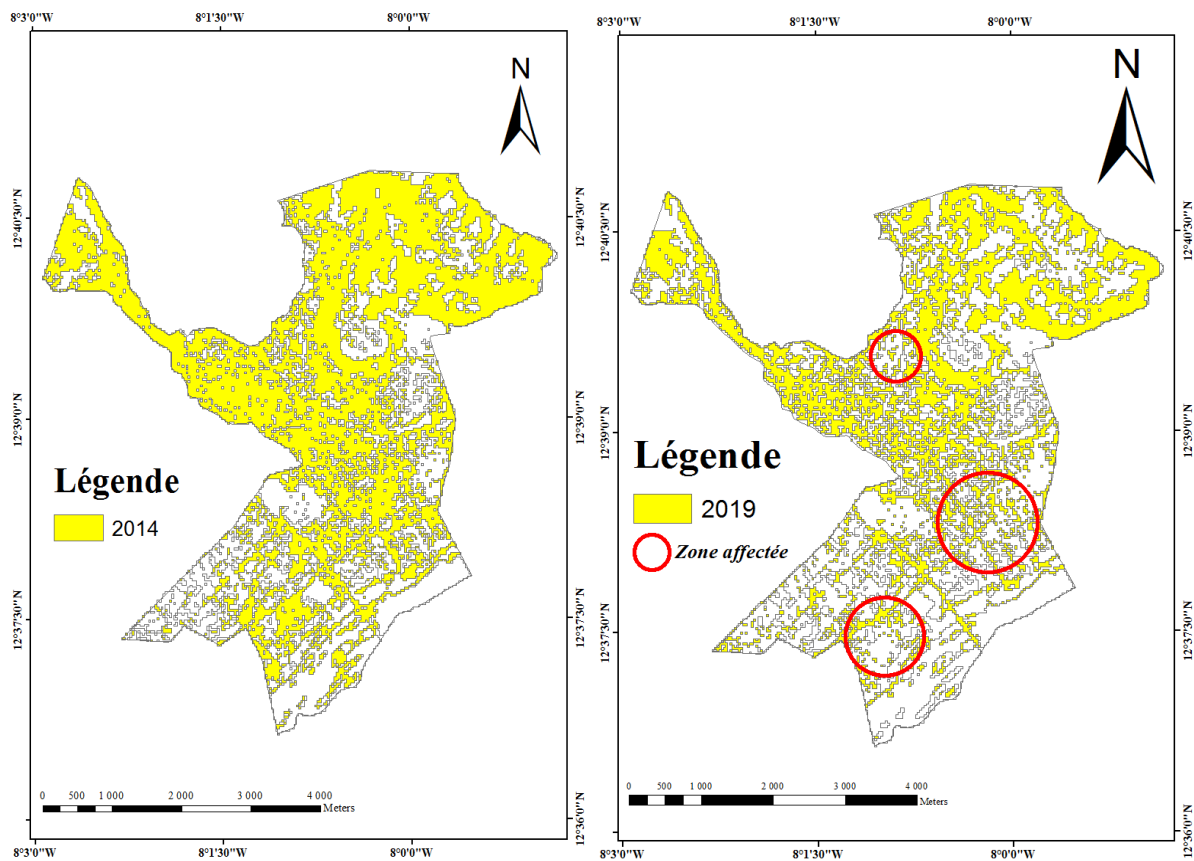 8°3'0"W 8°1'30"W 8°0'0"W
N
12°40'30"N 12°40'30"N
12°39'0"N 12°39'0"N
Légende
2014
12°37'30"N 12°37'30"N
0 500 1 000 2 000 3 000 4 000
Meters
12°36'0"N
8°3'0"W 8°1'30"W 8°0'0"W
8°3'0"W 8°1'30"W 8°0'0"W
N
12°40'30"N 12°40'30"N
12°39'0"N 12°39'0"N
Légende
2019
Zone affectée
12°37'30"N 12°37'30"N
0 500 1 000 2 000 3 000 4 000
Meters
12°36'0"N
8°3'0"W 8°1'30"W 8°0'0"W